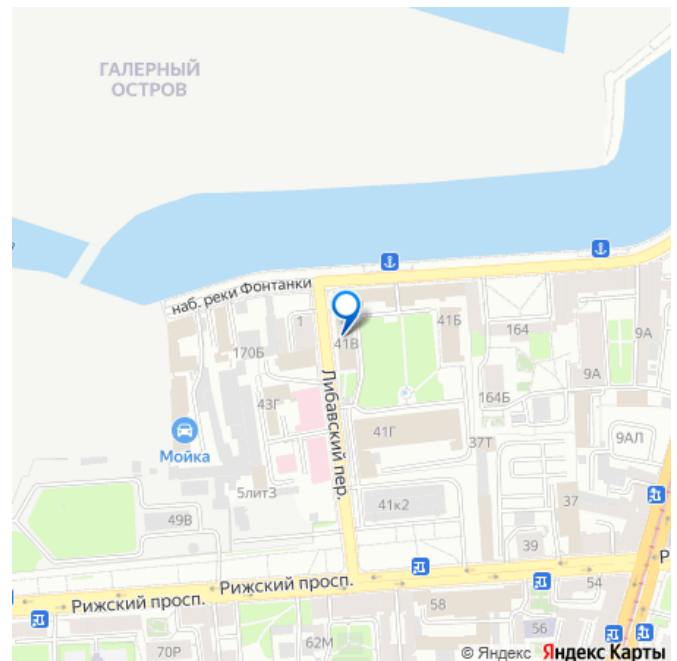 ГАЛЕРНЫЙ
ОСТРОВ
наб. реки Фонтанки
1
41В
41Б
164
9А
170Б
9А
164Б
43Г
Либавский пер.
41Г
37Т
9АЛ
Мойка
5лит3
49В
41к2
37
39
Рижский просп.
Рижский просп.
Р
54
58
56
62М
70Р
© Яндекс Яндекс Карты